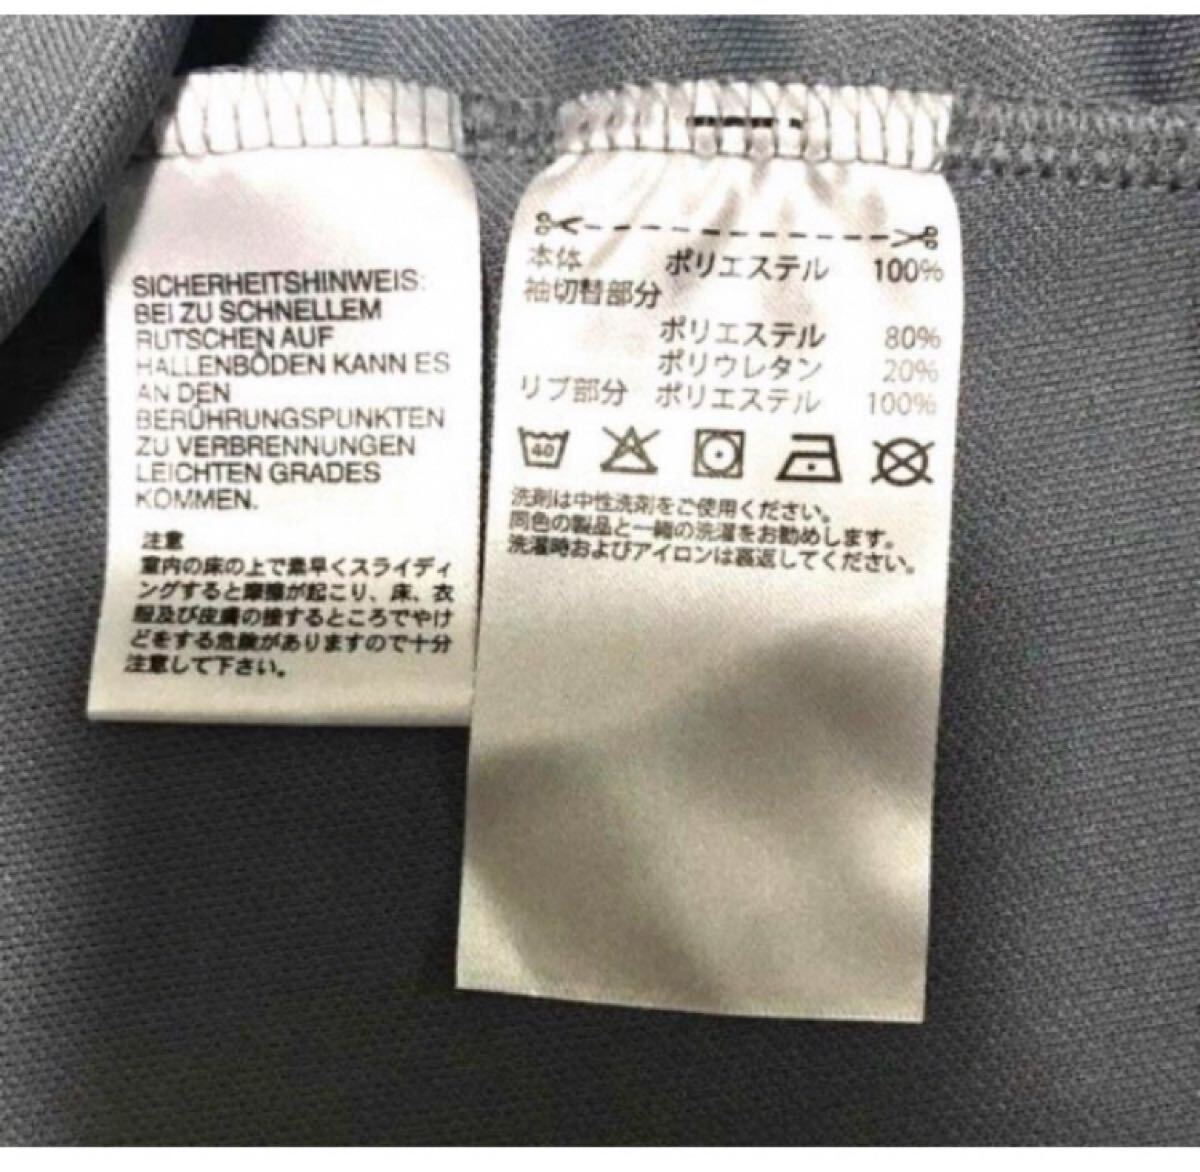 SICHERHEITSHINWEIS:
BEI ZU SCHNELLEM
RUTSCHEN AUF
HALLENBÖDEN KANN ES
AN DEN
BERÜHRUNGSPUNKTEN
ZU VERBRENNUNGEN
LEICHTEN GRADES
KOMMEN.
注意
室内の床の上で素早くスライディ
ングすると摩擦が起こり、床、衣
服及び皮膚の接するところでやけ
どをする危険がありますので十分
注意して下さい。
本体 ポリエステル 100%
袖切替部分
ポリエステル 80%
ポリウレタン 20%
リブ部分 ポリエステル 100%
40
洗剤は中性洗剤をご使用ください。
同色の製品と一緒の洗濯をお勧めします。
洗濯時およびアイロンは裏返してください。